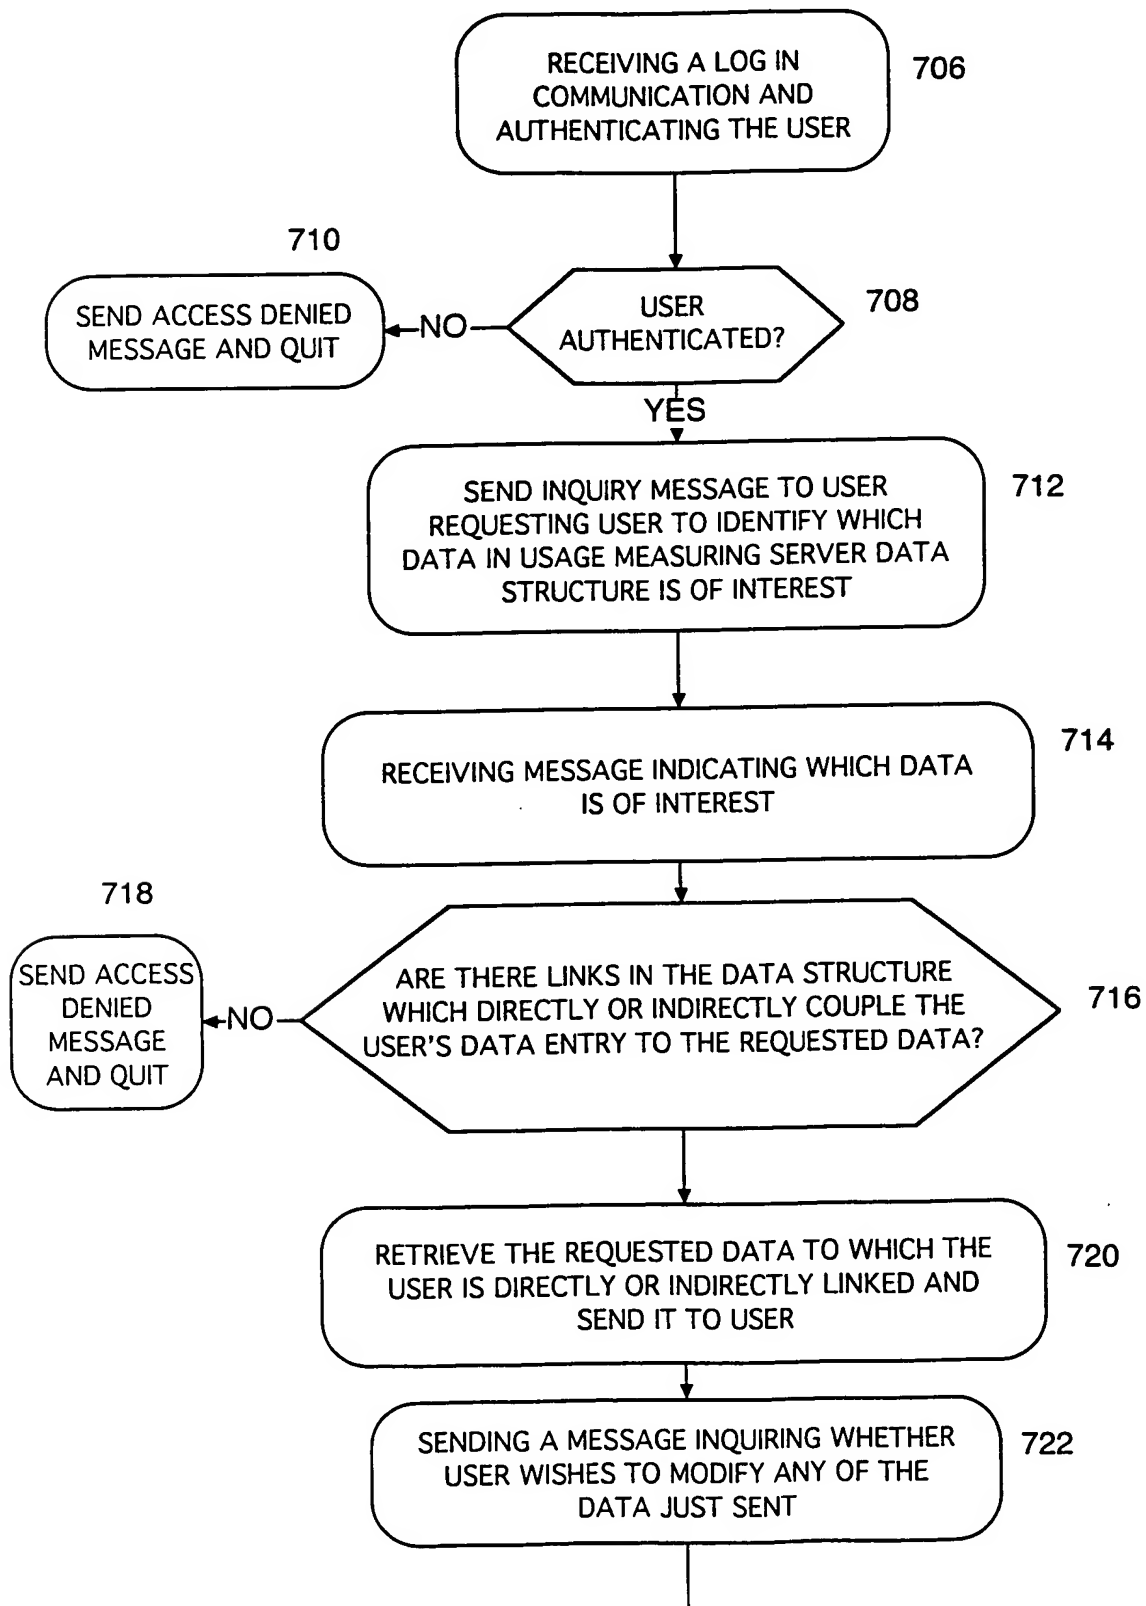 RECEIVING A LOG IN
COMMUNICATION AND
AUTHENTICATING THE USER
706
710
SEND ACCESS DENIED
MESSAGE AND QUIT
NO
USER
AUTHENTICATED?
708
YES
SEND INQUIRY MESSAGE TO USER
REQUESTING USER TO IDENTIFY WHICH
DATA IN USAGE MEASURING SERVER DATA
STRUCTURE IS OF INTEREST
712
RECEIVING MESSAGE INDICATING WHICH DATA
IS OF INTEREST
714
718
SEND ACCESS
DENIED
MESSAGE
AND QUIT
NO
ARE THERE LINKS IN THE DATA STRUCTURE
WHICH DIRECTLY OR INDIRECTLY COUPLE THE
USER'S DATA ENTRY TO THE REQUESTED DATA?
716
RETRIEVE THE REQUESTED DATA TO WHICH THE
USER IS DIRECTLY OR INDIRECTLY LINKED AND
SEND IT TO USER
720
SENDING A MESSAGE INQUIRING WHETHER
USER WISHES TO MODIFY ANY OF THE
DATA JUST SENT
722